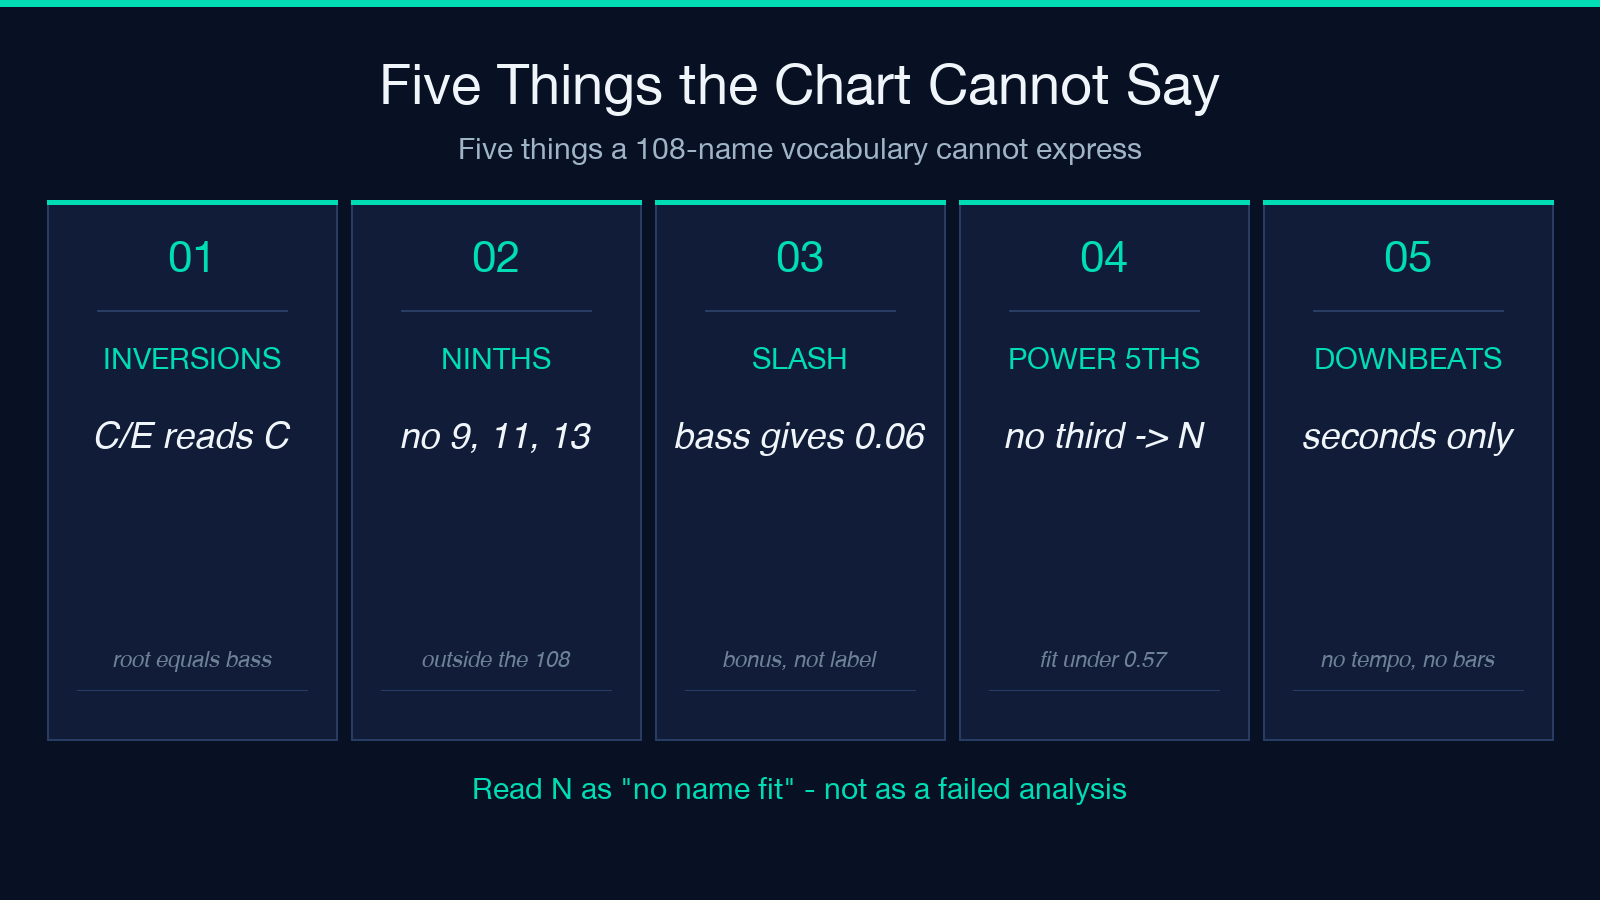 Five Things the Chart Cannot Say
Five things a 108-name vocabulary cannot express
01
INVERSIONS
C/E reads C
root equals bass
02
NINTHS
no 9, 11, 13
outside the 108
03
SLASH
bass gives 0.06
bonus, not label
04
POWER 5THS
no third -> N
fit under 0.57
05
DOWNBEATS
seconds only
no tempo, no bars
Read N as "no name fit" - not as a failed analysis